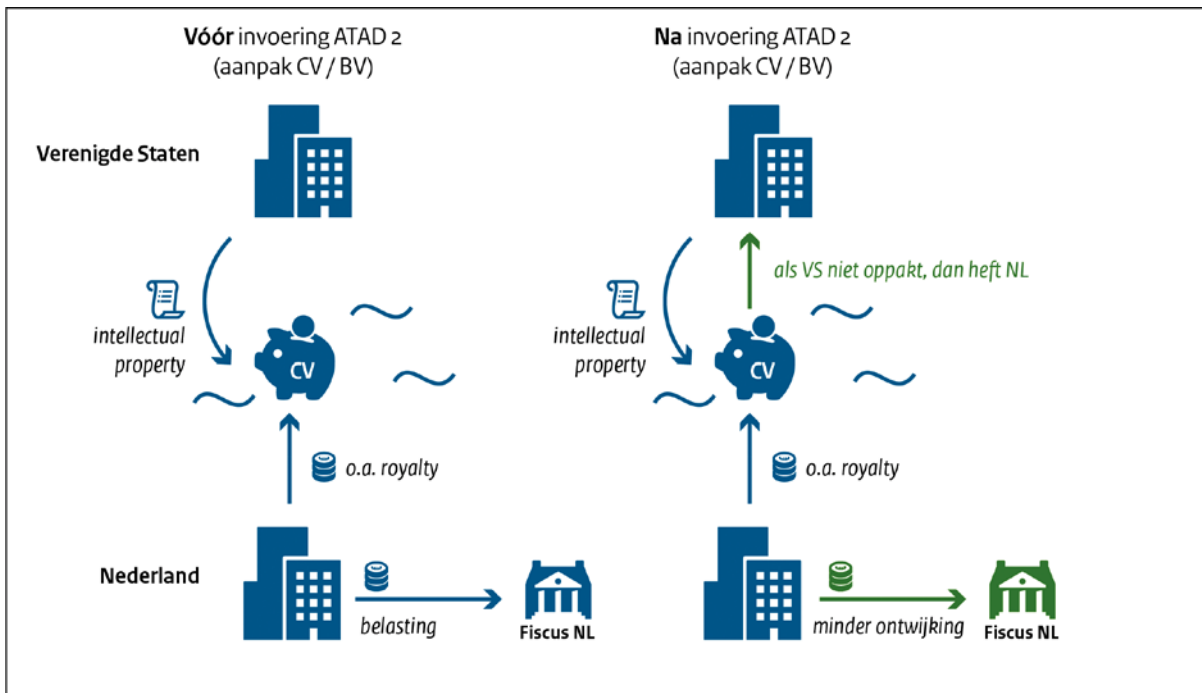 Vóór invoering ATAD 2
(aanpak CV / BV)
Verenigde Staten
intellectual
property
CV
o.a. royalty
Nederland
belasting
Fiscus NL
Na invoering ATAD 2
(aanpak CV / BV)
als VS niet oppakt, dan heft NL
intellectual
property
CV
o.a. royalty
minder ontwijking
Fiscus NL